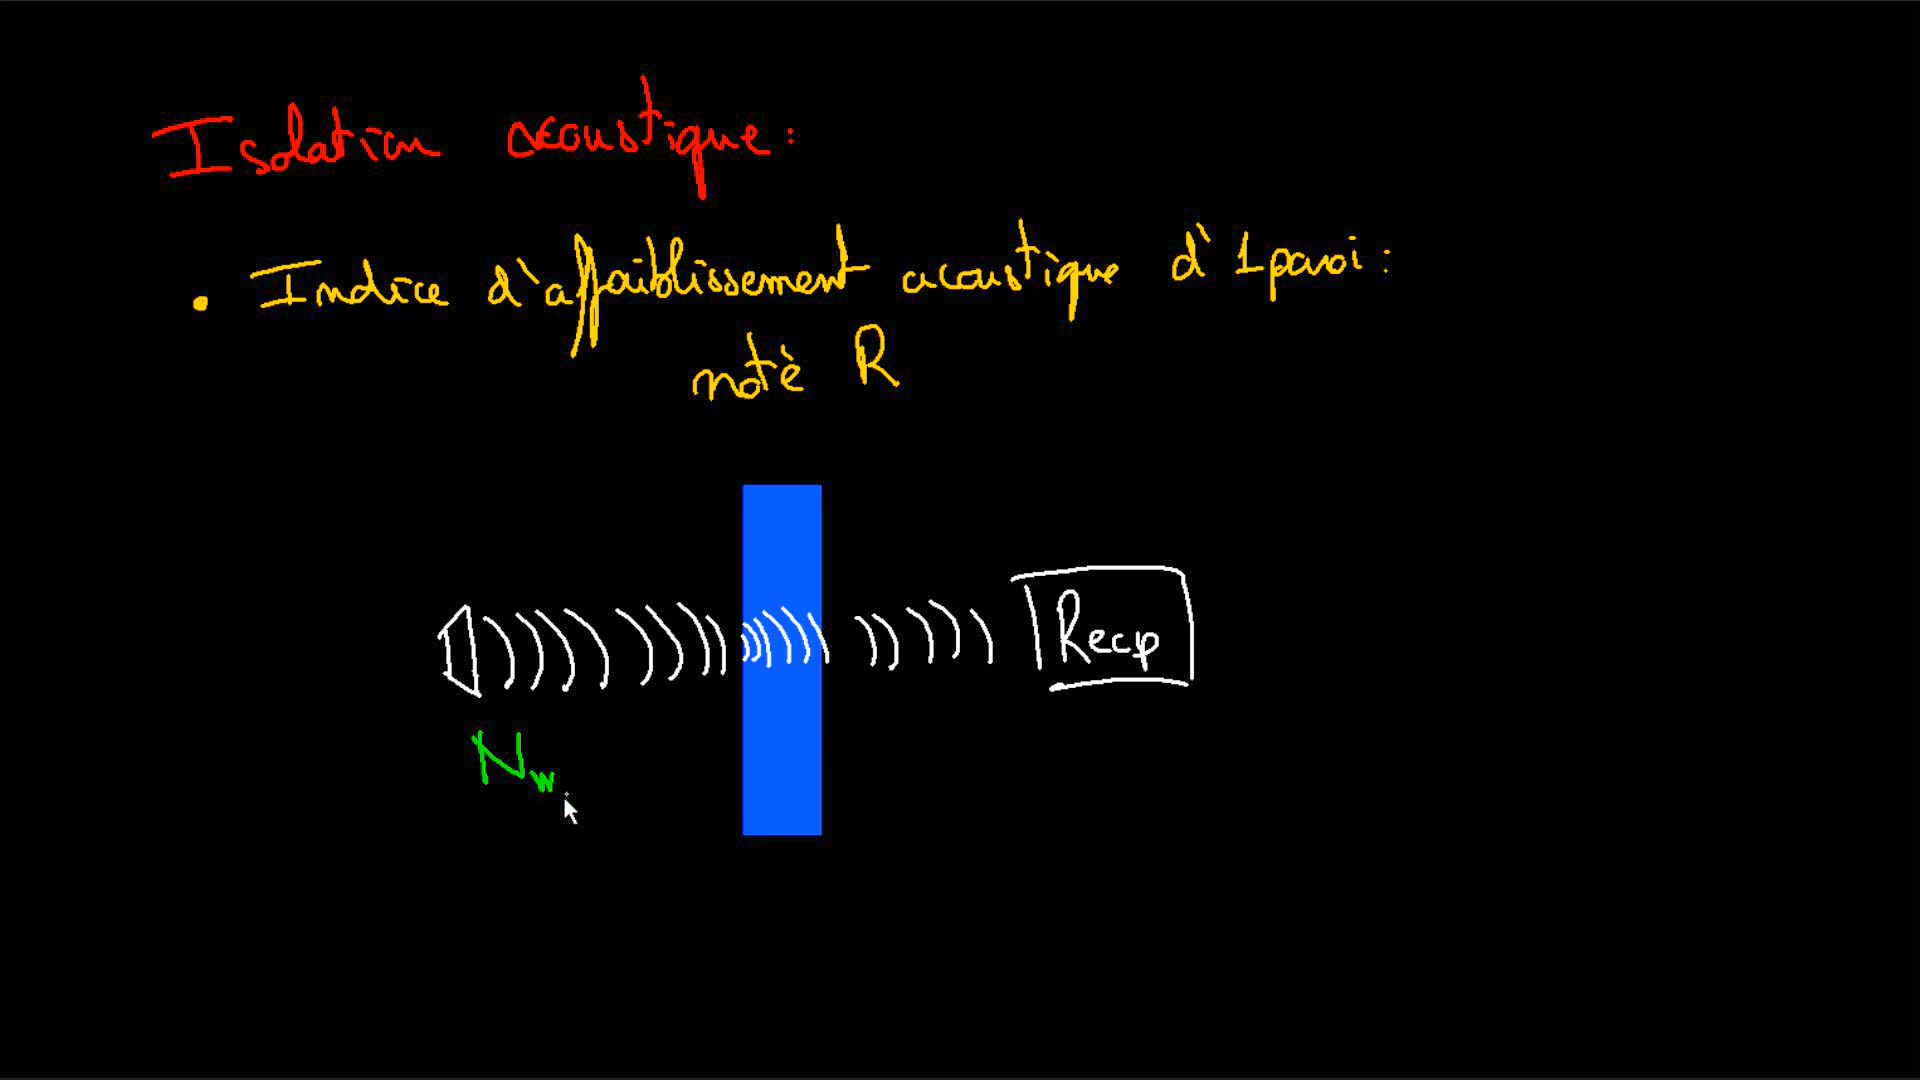 Isolation acoustique :
• Indice d'affaiblissement acoustique d'1 paroi :
noté R
Recp
Nw